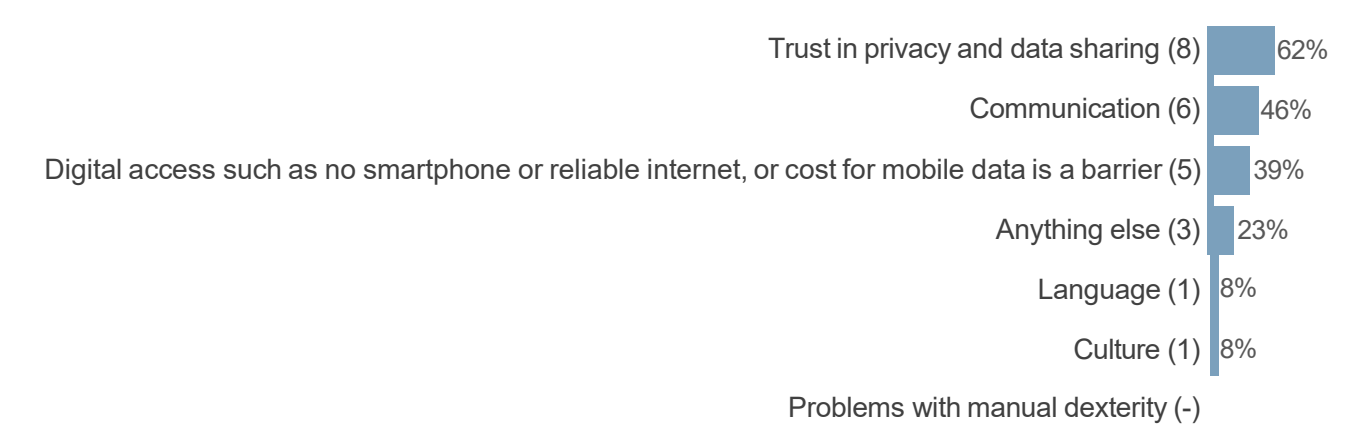 Trust in privacy and data sharing (8) 62%
Communication (6) 46%
Digital access such as no smartphone or reliable internet, or cost for mobile data is a barrier (5) 39%
Anything else (3) 23%
Language (1) 8%
Culture (1) 8%
Problems with manual dexterity (-)